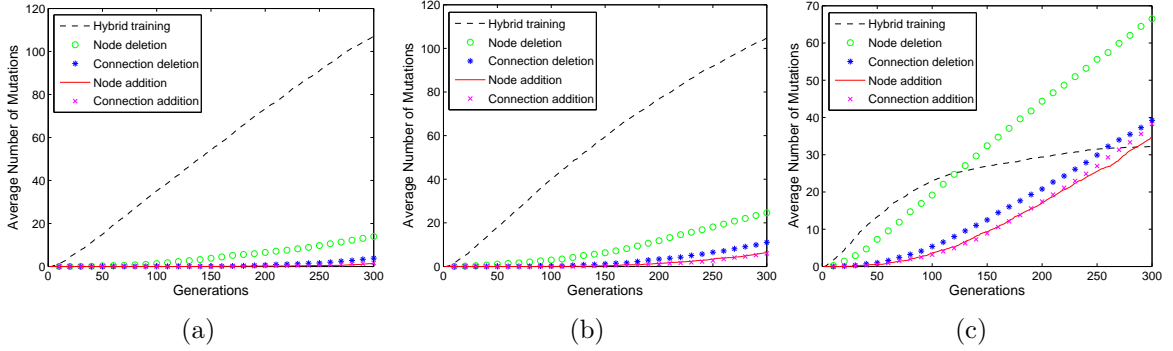 120
100
80
60
40
20
0
0
50
100
150
200
250
300
Generations
Average Number of Mutations
Hybrid training
Node deletion
Connection deletion
Node addition
Connection addition
(a)
120
100
80
60
40
20
0
50
100
150
200
250
300
Generations
Average Number of Mutations
Hybrid training
Node deletion
Connection deletion
Node addition
Connection addition
(b)
70
60
50
40
30
20
10
0
50
100
150
200
250
300
Generations
Average Number of Mutations
Hybrid training
Node deletion
Connection deletion
Node addition
Connection addition
(c)